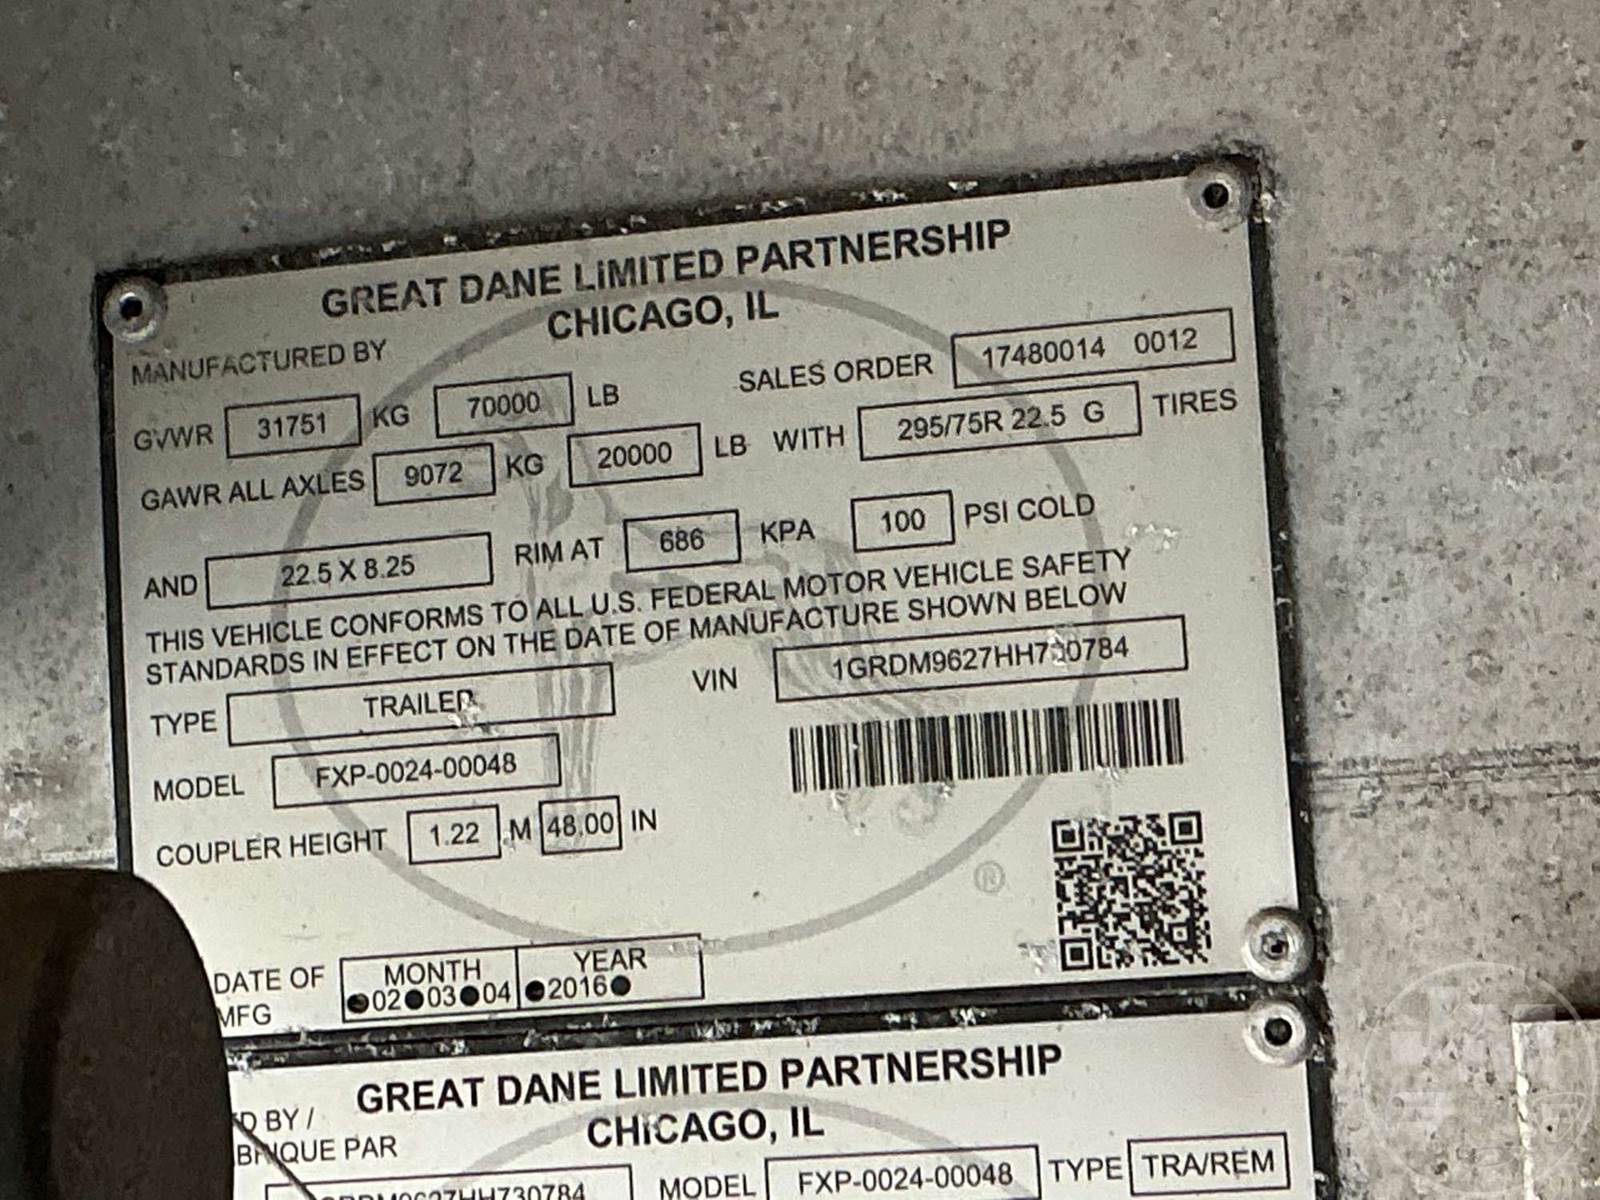 GREAT DANE LIMITED PARTNERSHIP
CHICAGO, IL
MANUFACTURED BY
SALES ORDER 17480014 0012
GVWR 31751 KG 70000 LB
GAWR ALL AXLES 9072 KG 20000 LB WITH 295/75R 22.5 G TIRES
AND 22.5 X 8.25 RIM AT 686 KPA 100 PSI COLD
THIS VEHICLE CONFORMS TO ALL U.S. FEDERAL MOTOR VEHICLE SAFETY
STANDARDS IN EFFECT ON THE DATE OF MANUFACTURE SHOWN BELOW
TYPE TRAILER VIN 1GRDM9627HH730784
MODEL FXP-0024-00048
COUPLER HEIGHT 1.22 M 48.00 IN
®
DATE OF MFG
MONTH YEAR
●02●03●04 ●2016●
GREAT DANE LIMITED PARTNERSHIP
CHICAGO, IL
D BY /
BRIQUE PAR
GRDM9627HH730784 MODEL FXP-0024-00048 TYPE TRA/REM